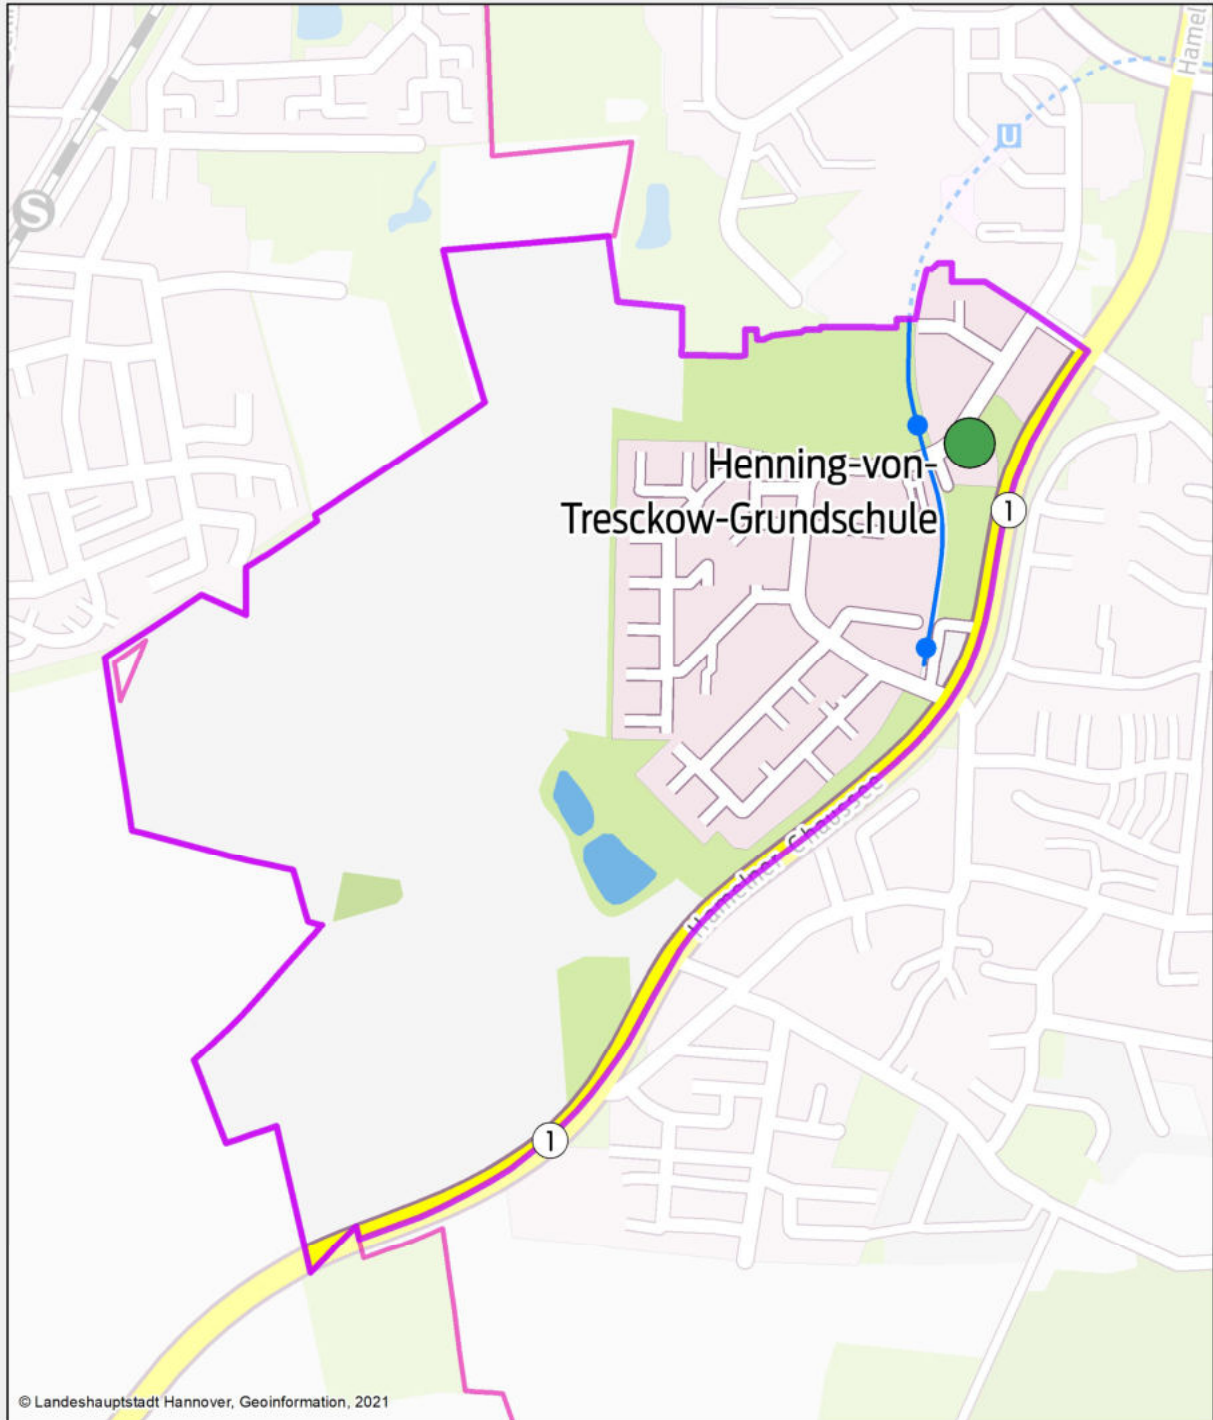 Hamel
U
S
Henning-von-
Tresckow-Grundschule
1
Hamelner Chaussee
1
© Landeshauptstadt Hannover, Geoinformation, 2021